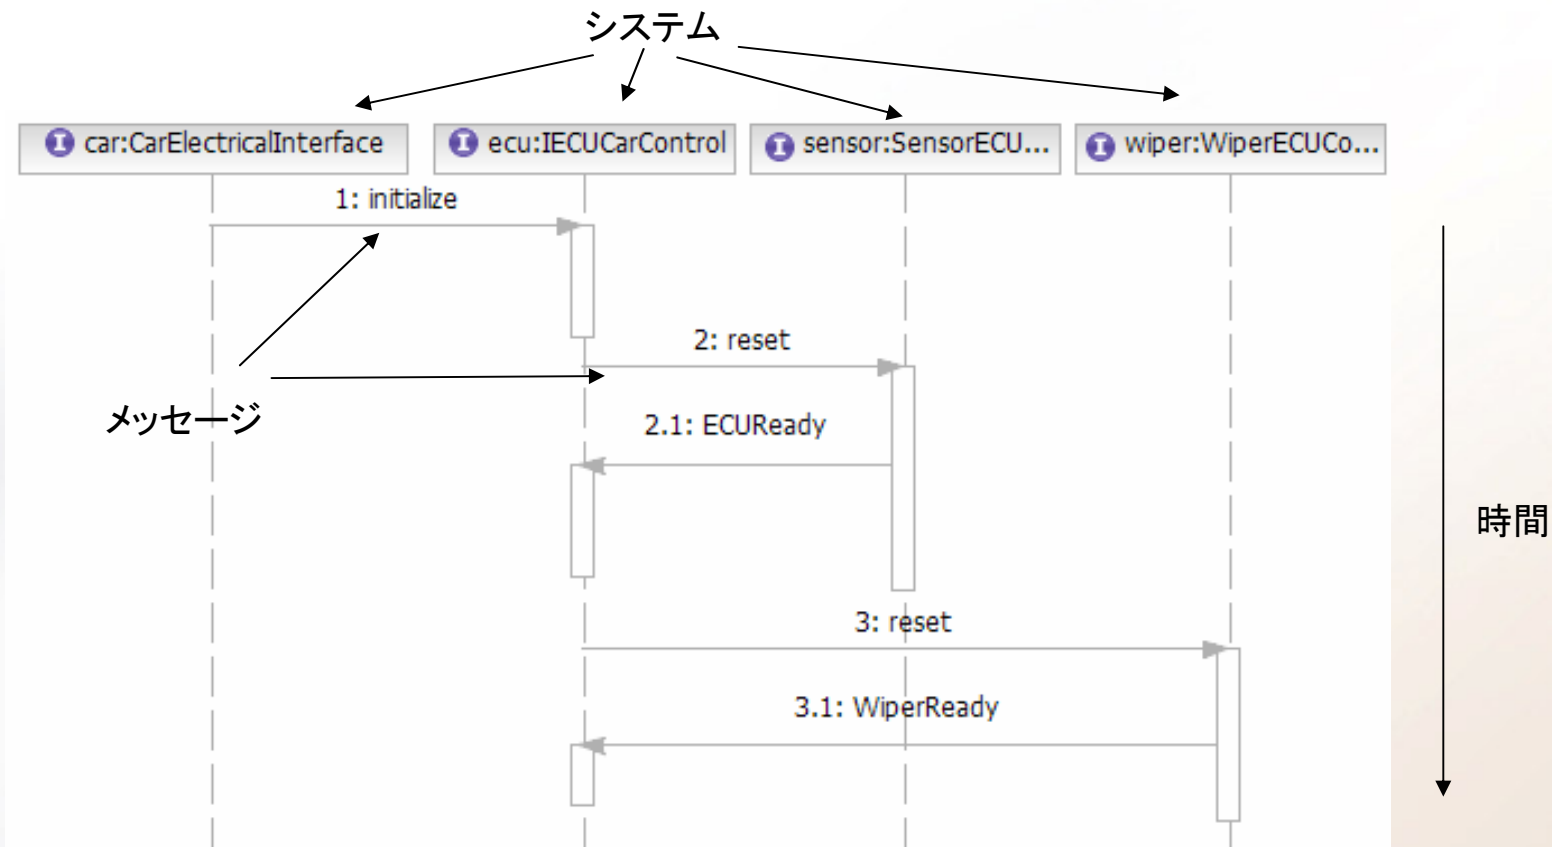 システム
car:CarElectricalInterface
ecu:IECUCarControl
sensor:SensorECU...
wiper:WiperECUCo...
1: initialize
2: reset
メッセージ
2.1: ECUReady
時間
3: reset
3.1: WiperReady